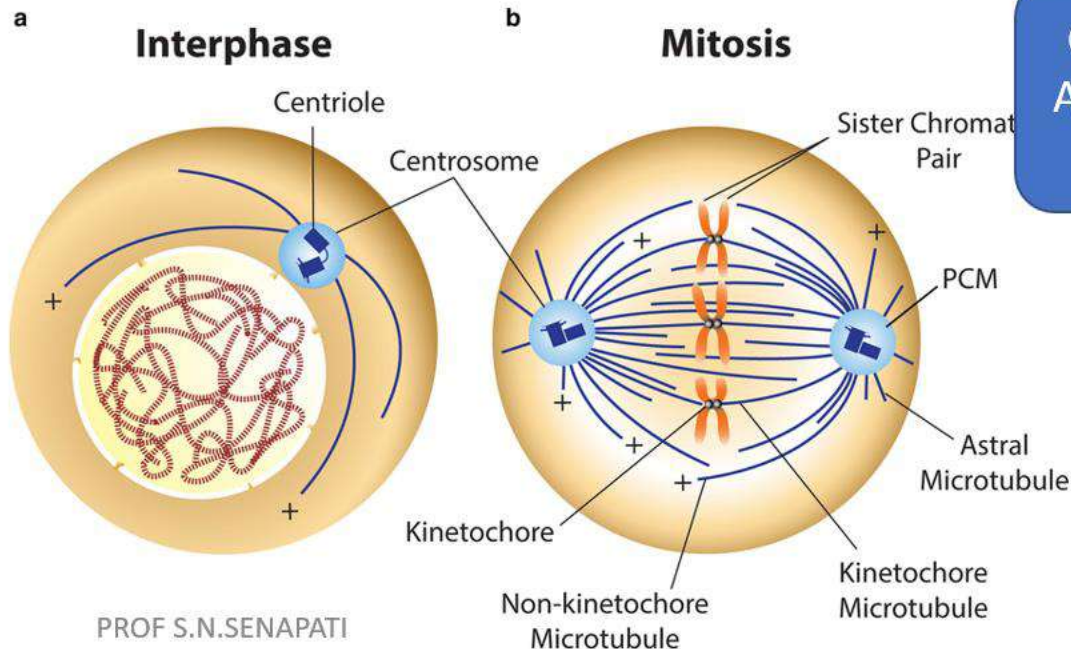 a
Interphase
Centriole
Centrosome
+
+
PROF S.N.SENAPATI
b
Mitosis
A
Sister Chromat
Pair
+
+
PCM
+
+
+
Astral
Microtubule
Kinetochore
Non-kinetochore
Microtubule
Kinetochore
Microtubule